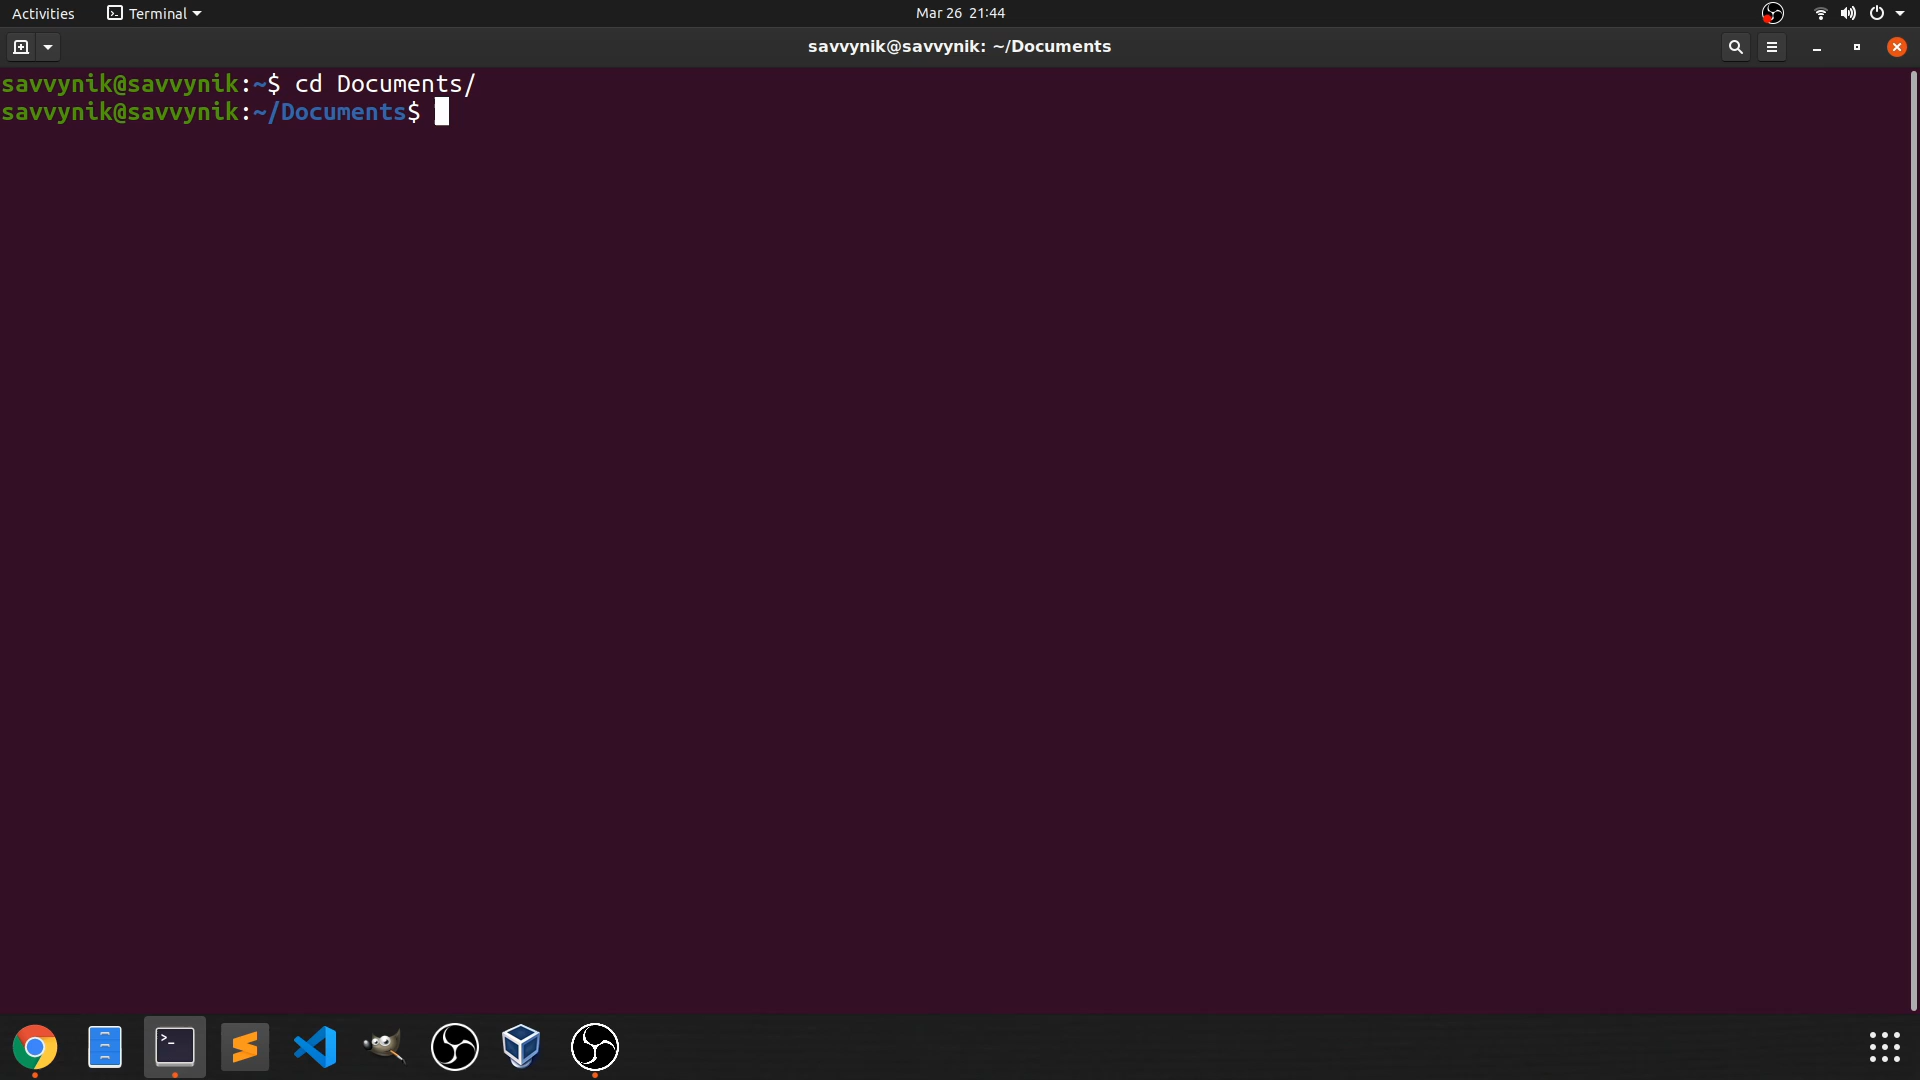 Activities Terminal Mar 26 21:44
savvynik@savvynik: ~/Documents
savvynik@savvynik:~$ cd Documents/
savvynik@savvynik:~/Documents$
>_